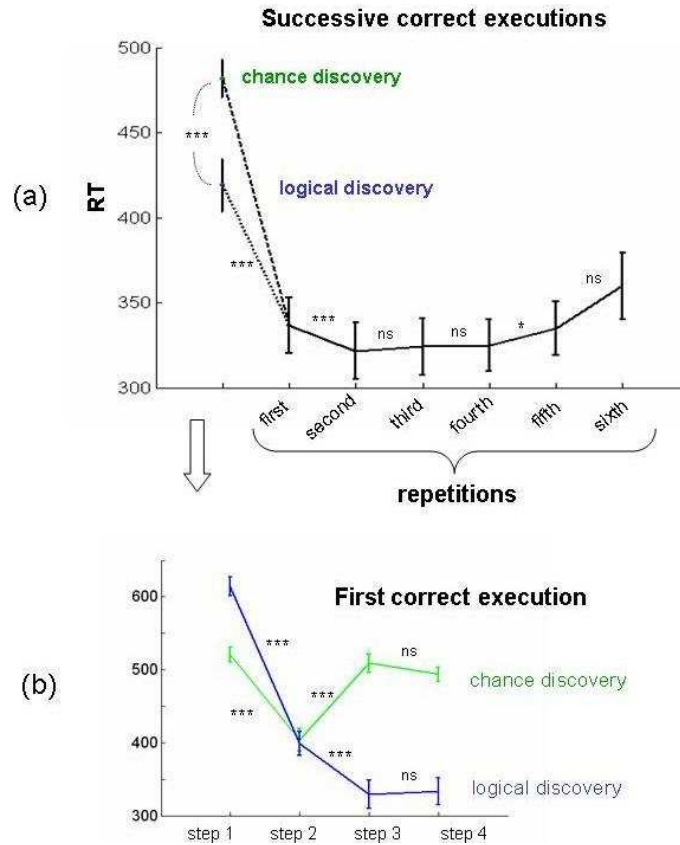 Successive correct executions
500
chance discovery
450
***
logical discovery
(a)
RT
400
***
350
***
ns
ns
*
ns
300
first
second
third
fourth
fifth
sixth
repetitions
600
First correct execution
***
ns
500
(b)
chance discovery
***
***
400
***
ns
logical discovery
300
step 1
step 2
step 3
step 4